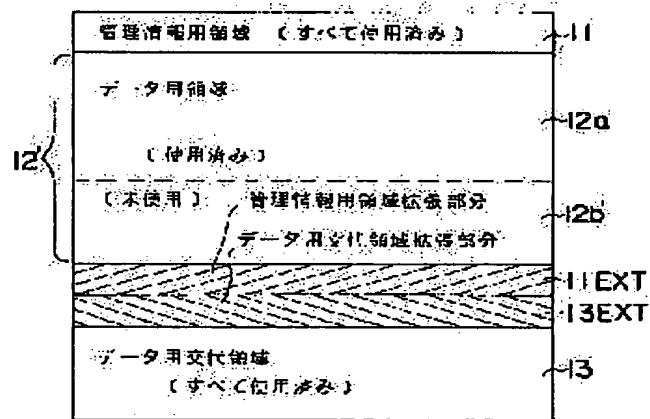 管理情報用領域 (すべて使用済み) 11
データ用領域
12'
(使用済み) 12a
(未使用) 管理情報用領域拡張部分
データ用交代領域拡張部分 12b'
11EXT
13EXT
データ用交代領域
(すべて使用済み) 13